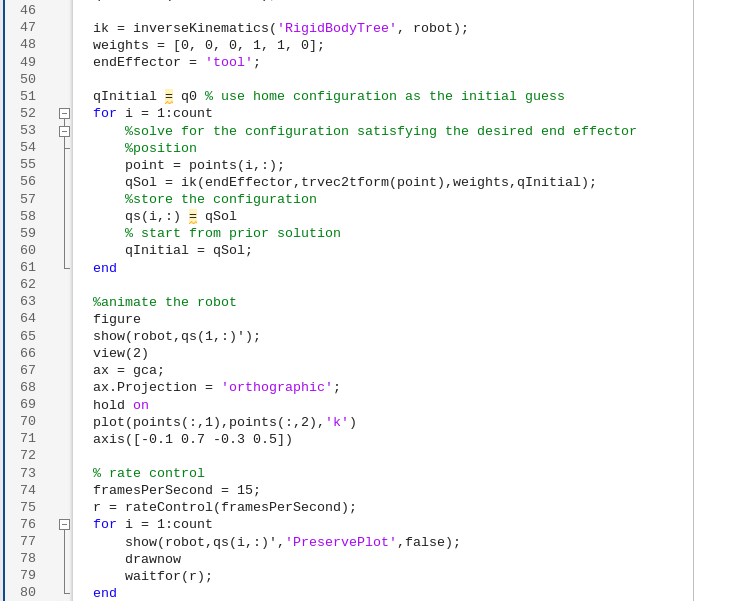 46
47 ik = inverseKinematics('RigidBodyTree', robot);
48 weights = [0, 0, 0, 1, 1, 0];
49 endEffector = 'tool';
50
51 qInitial = q0 % use home configuration as the initial guess
52 for i = 1:count
53 %solve for the configuration satisfying the desired end effector
54 %position
55 point = points(i,:);
56 qSol = ik(endEffector,trvec2tform(point),weights,qInitial);
57 %store the configuration
58 qs(i,:) = qSol
59 % start from prior solution
60 qInitial = qSol;
61 end
62
63 %animate the robot
64 figure
65 show(robot,qs(1,:)');
66 view(2)
67 ax = gca;
68 ax.Projection = 'orthographic';
69 hold on
70 plot(points(:,1),points(:,2),'k')
71 axis([-0.1 0.7 -0.3 0.5])
72
73 % rate control
74 framesPerSecond = 15;
75 r = rateControl(framesPerSecond);
76 for i = 1:count
77 show(robot,qs(i,:)','PreservePlot',false);
78 drawnow
79 waitfor(r);
80 end